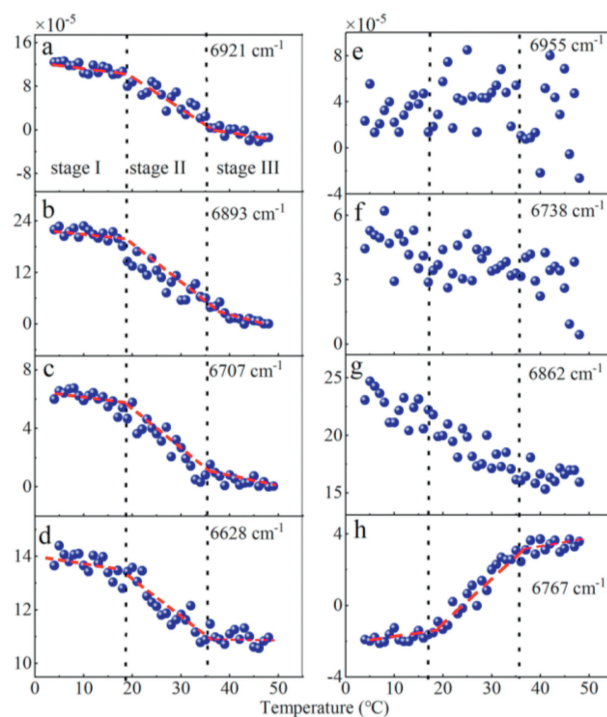 ×10⁻⁵ ×10⁻⁵
16 a 6921 cm⁻¹
8
0
-8 stage I stage II stage III
b 6893 cm⁻¹
24
12
0
c 6707 cm⁻¹
8
4
0
d 6628 cm⁻¹
14
12
10
0 10 20 30 40 50
e 6955 cm⁻¹
8
4
0
-4
f 6738 cm⁻¹
6
3
0
g 6862 cm⁻¹
25
20
15
h
4
6767 cm⁻¹
0
-2
0 10 20 30 40 50
Temperature (°C)